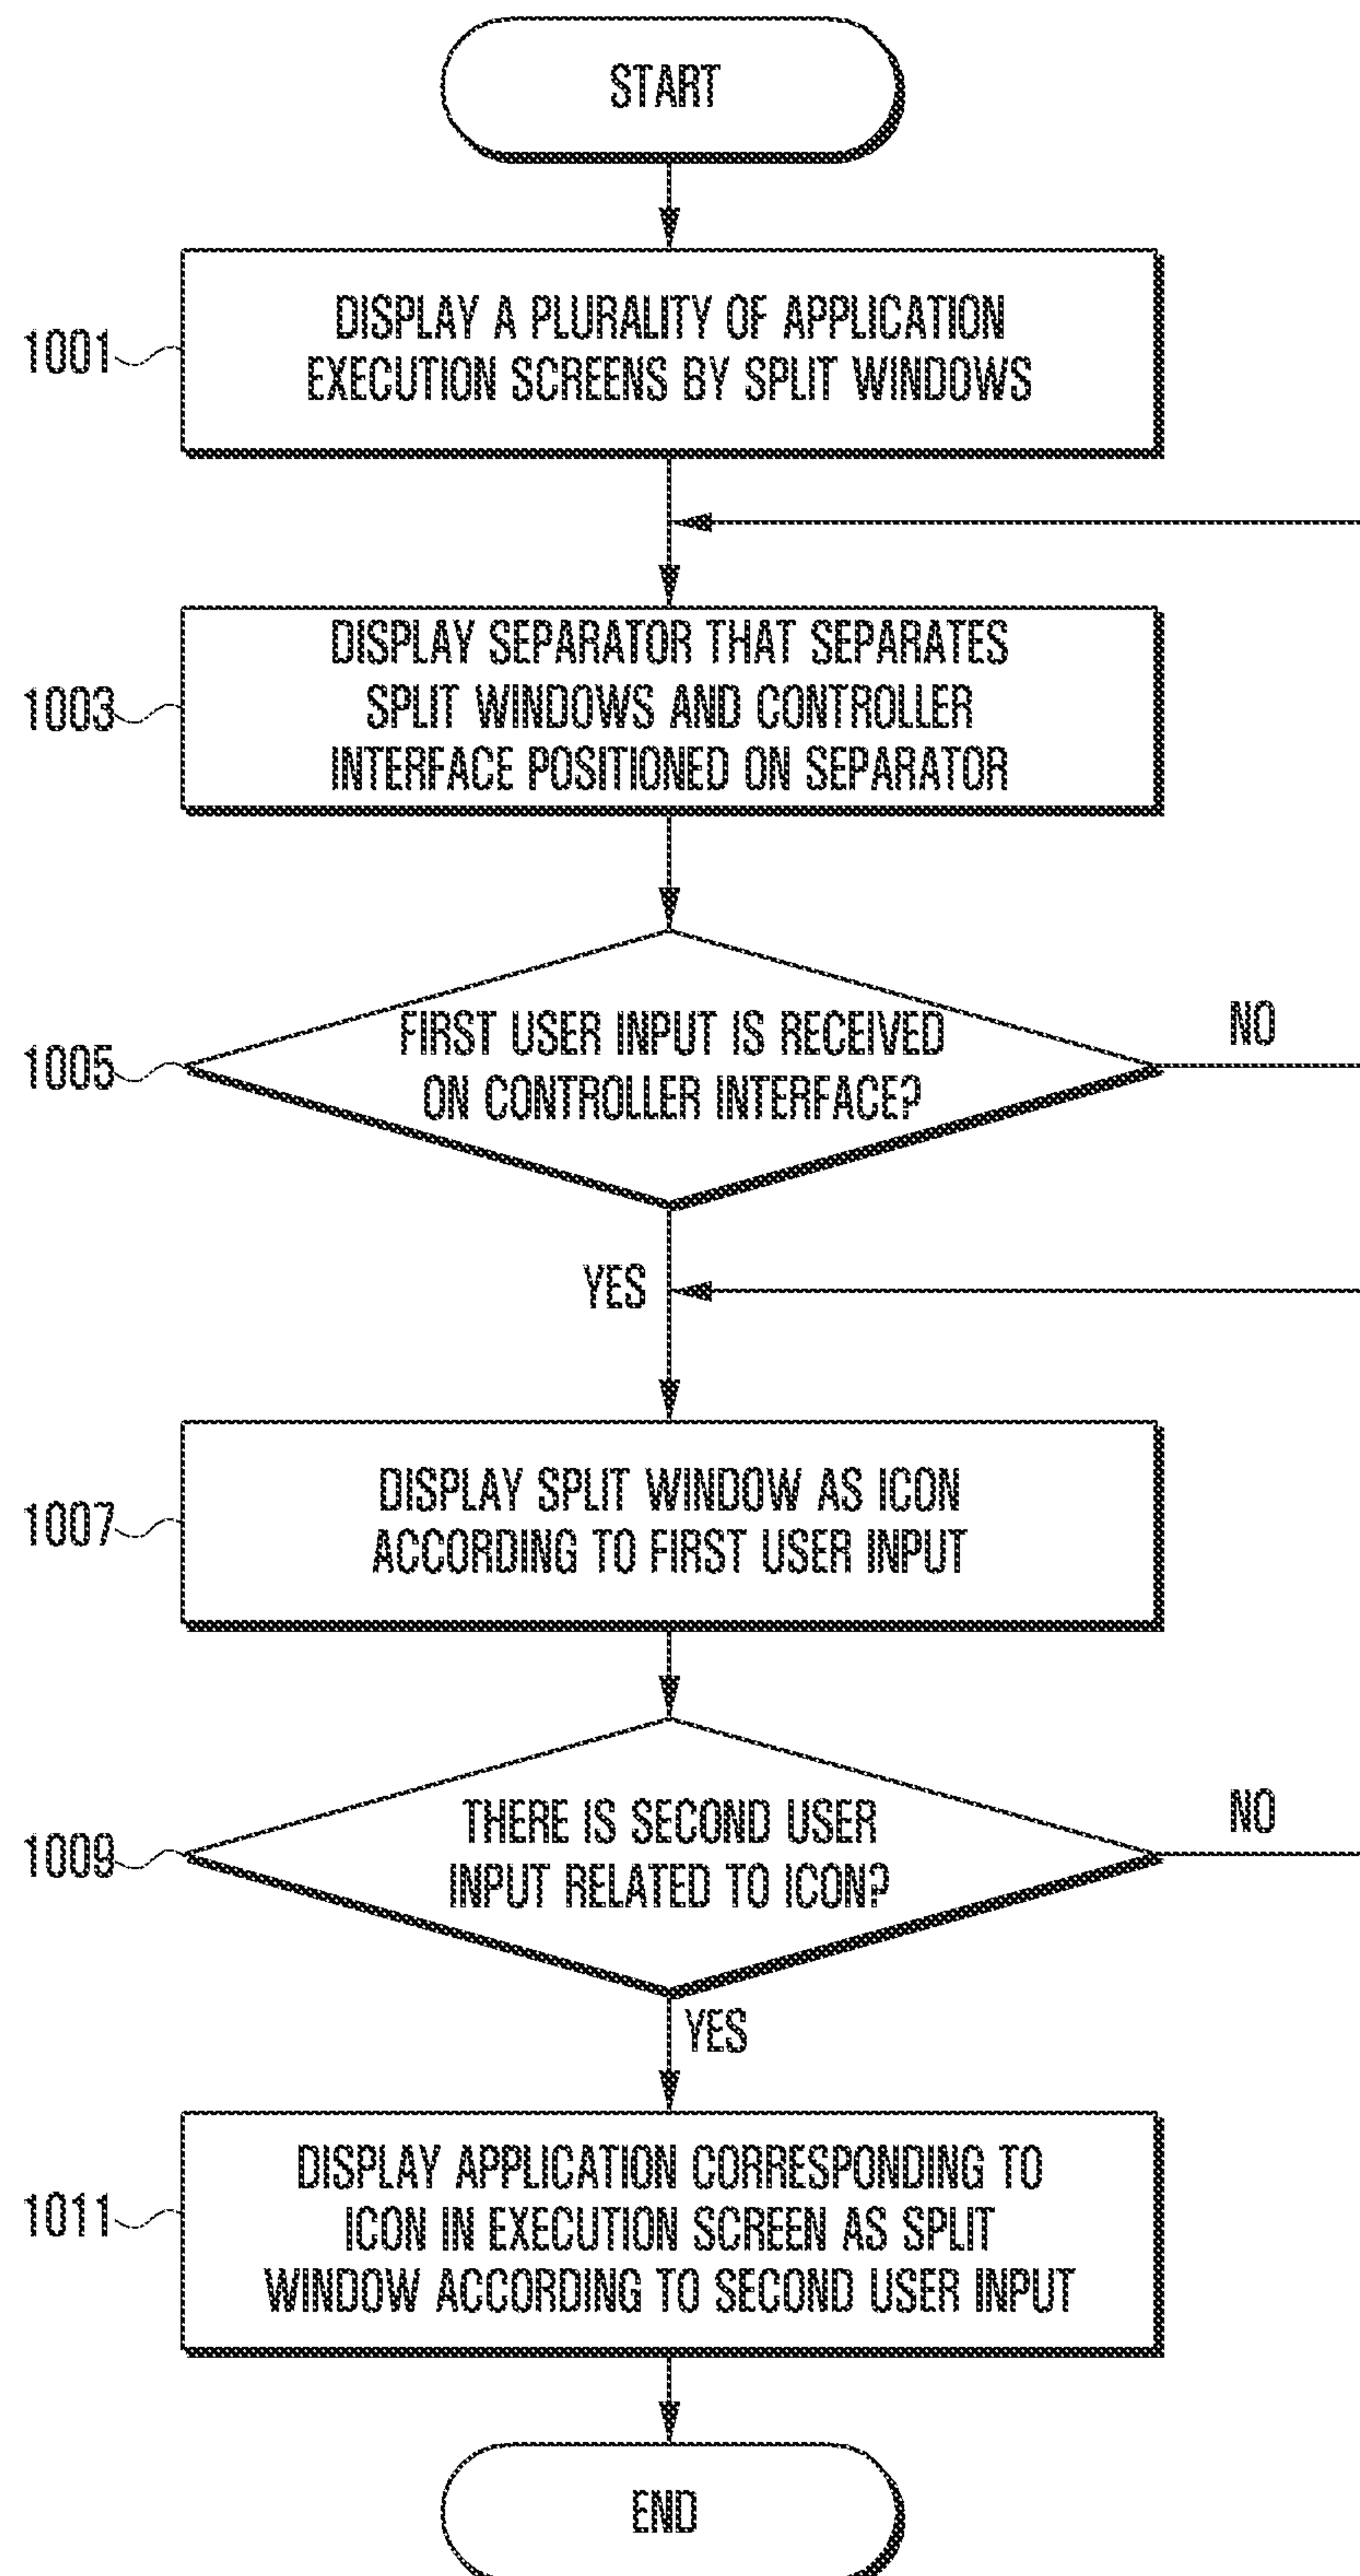 START
1001
DISPLAY A PLURALITY OF APPLICATION
EXECUTION SCREENS BY SPLIT WINDOWS
1003
DISPLAY SEPARATOR THAT SEPARATES
SPLIT WINDOWS AND CONTROLLER
INTERFACE POSITIONED ON SEPARATOR
1005
FIRST USER INPUT IS RECEIVED
ON CONTROLLER INTERFACE?
NO
YES
1007
DISPLAY SPLIT WINDOW AS ICON
ACCORDING TO FIRST USER INPUT
1009
THERE IS SECOND USER
INPUT RELATED TO ICON?
NO
YES
1011
DISPLAY APPLICATION CORRESPONDING TO
ICON IN EXECUTION SCREEN AS SPLIT
WINDOW ACCORDING TO SECOND USER INPUT
END